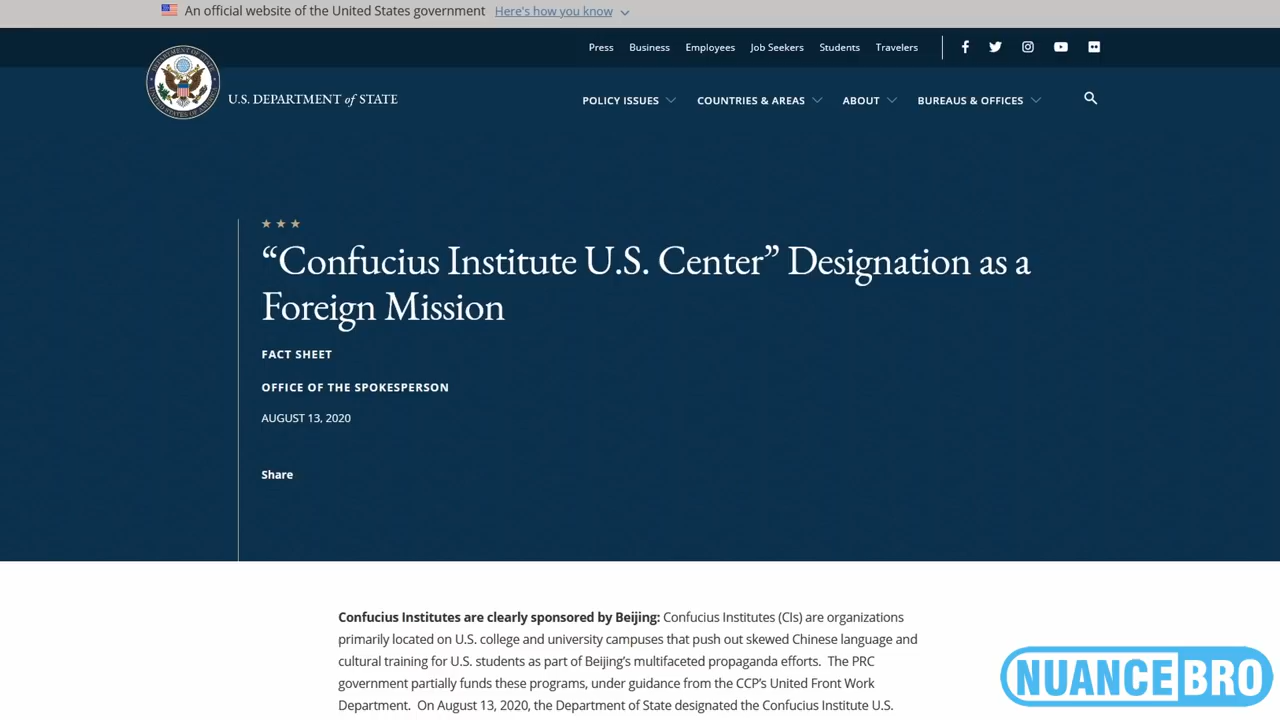 An official website of the United States government Here's how you know
Press Business Employees Job Seekers Students Travelers
U.S. DEPARTMENT of STATE
POLICY ISSUES COUNTRIES & AREAS ABOUT BUREAUS & OFFICES
“Confucius Institute U.S. Center” Designation as a
Foreign Mission
FACT SHEET
OFFICE OF THE SPOKESPERSON
AUGUST 13, 2020
Share
Confucius Institutes are clearly sponsored by Beijing: Confucius Institutes (CIs) are organizations
primarily located on U.S. college and university campuses that push out skewed Chinese language and
cultural training for U.S. students as part of Beijing’s multifaceted propaganda efforts.  The PRC
government partially funds these programs, under guidance from the CCP’s United Front Work
Department.  On August 13, 2020, the Department of State designated the Confucius Institute U.S.
NUANCEBRO